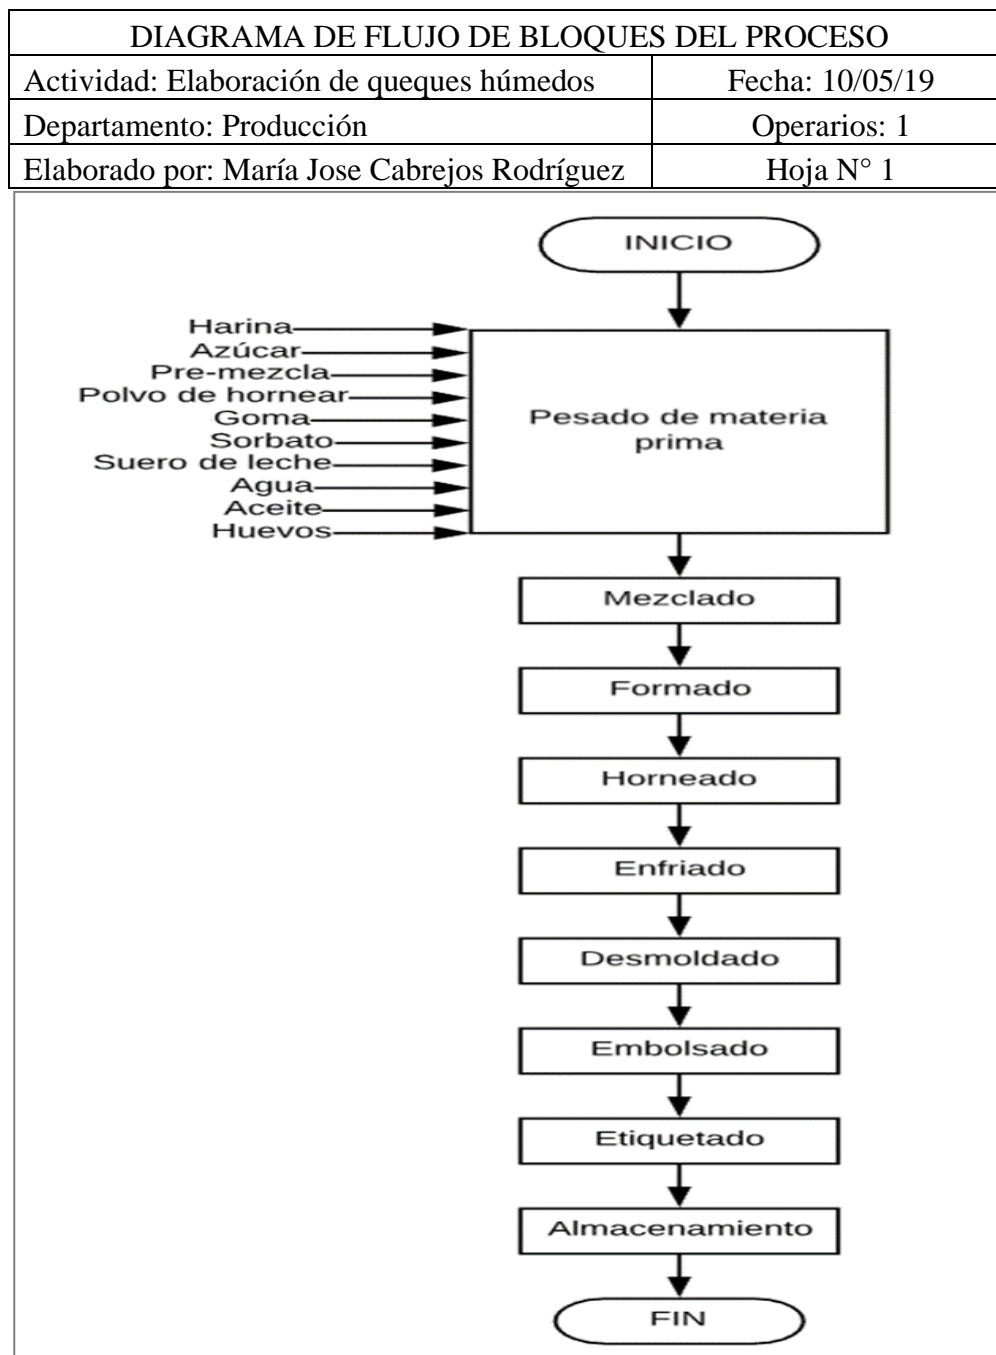 DIAGRAMA DE FLUJO DE BLOQUES DEL PROCESO
Actividad: Elaboración de queques húmedos
Fecha: 10/05/19
Departamento: Producción
Operarios: 1
Elaborado por: María Jose Cabrejos Rodríguez
Hoja N° 1
INICIO
Harina
Azúcar
Pre-mezcla
Polvo de hornear
Goma
Sorbato
Suero de leche
Agua
Aceite
Huevos
Pesado de materia
prima
Mezclado
Formado
Horneado
Enfriado
Desmoldado
Embolsado
Etiquetado
Almacenamiento
FIN